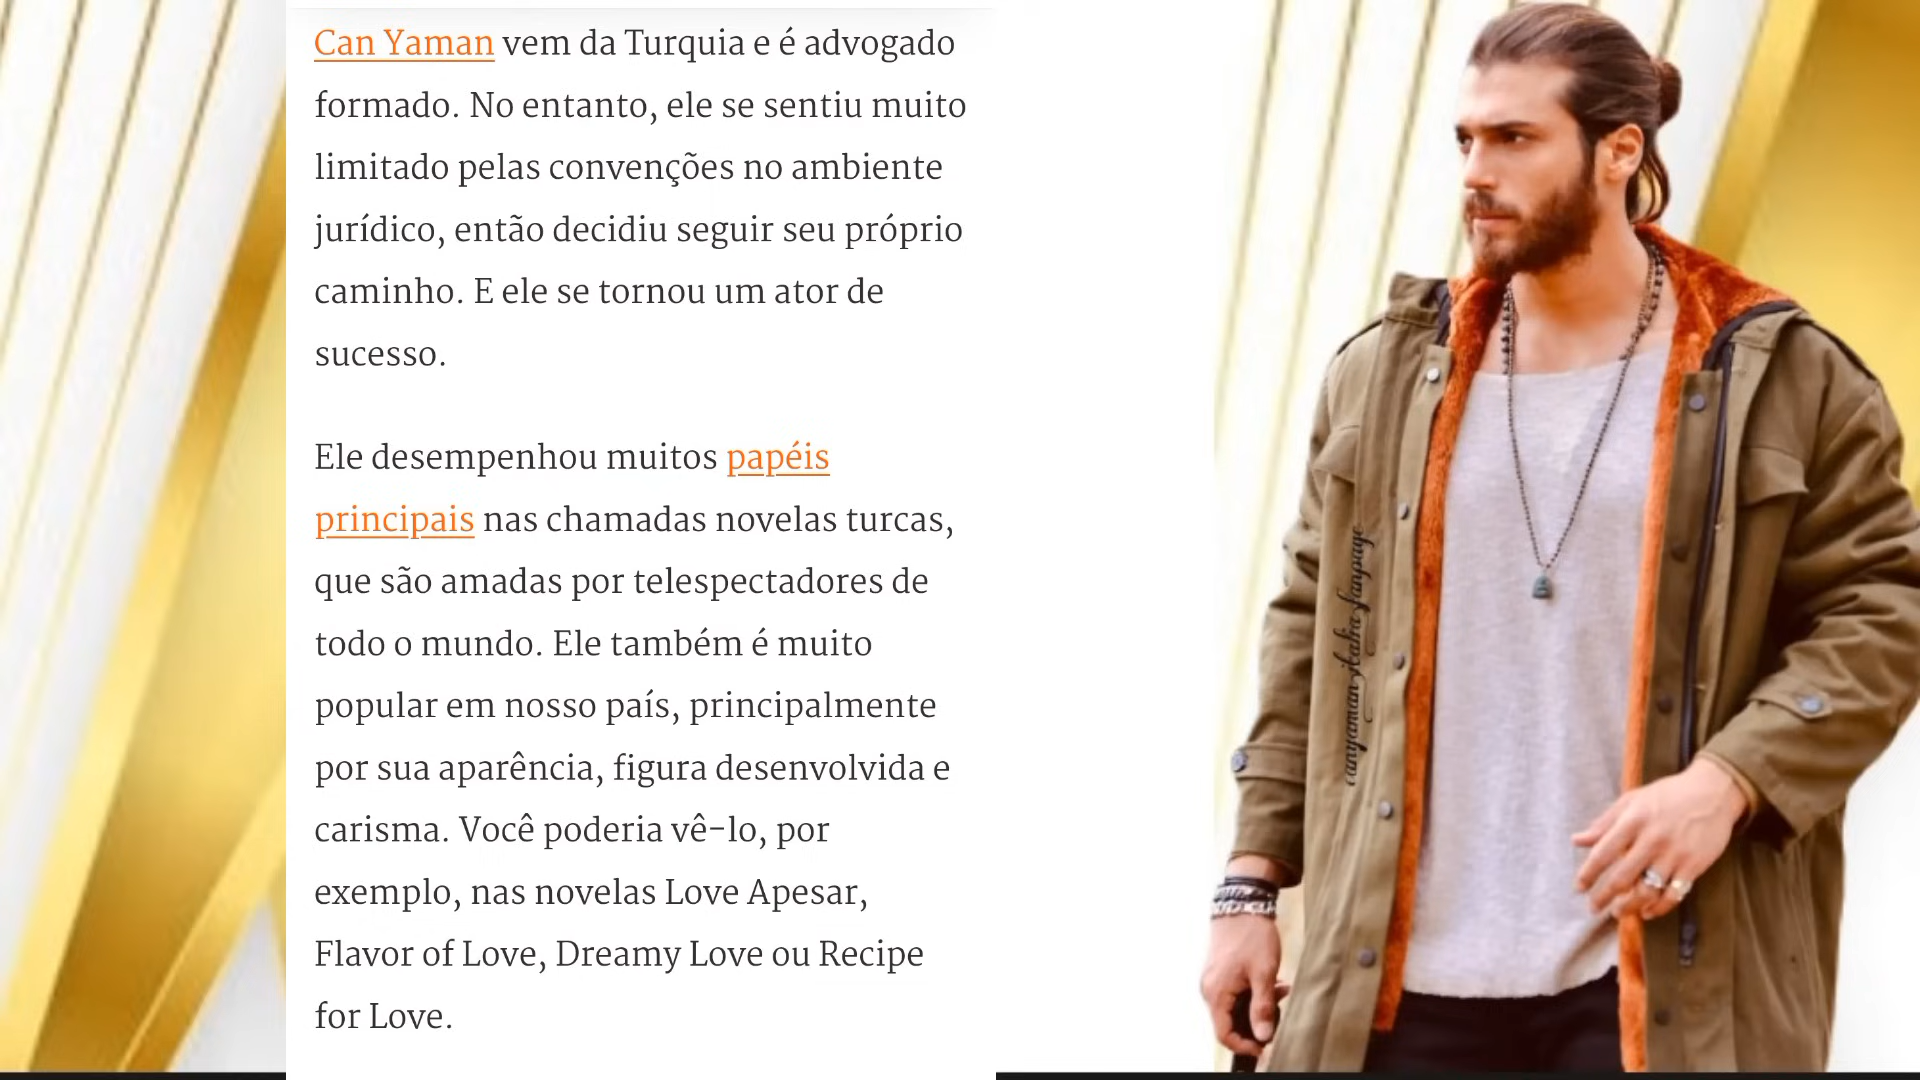 Can Yaman vem da Turquia e é advogado
formado. No entanto, ele se sentiu muito
limitado pelas convenções no ambiente
jurídico, então decidiu seguir seu próprio
caminho. E ele se tornou um ator de
sucesso.
Ele desempenhou muitos papéis
principais nas chamadas novelas turcas,
que são amadas por telespectadores de
todo o mundo. Ele também é muito
popular em nosso país, principalmente
por sua aparência, figura desenvolvida e
carisma. Você poderia vê-lo, por
exemplo, nas novelas Love Apesar,
Flavor of Love, Dreamy Love ou Recipe
for Love.
canyaman italia fanpage